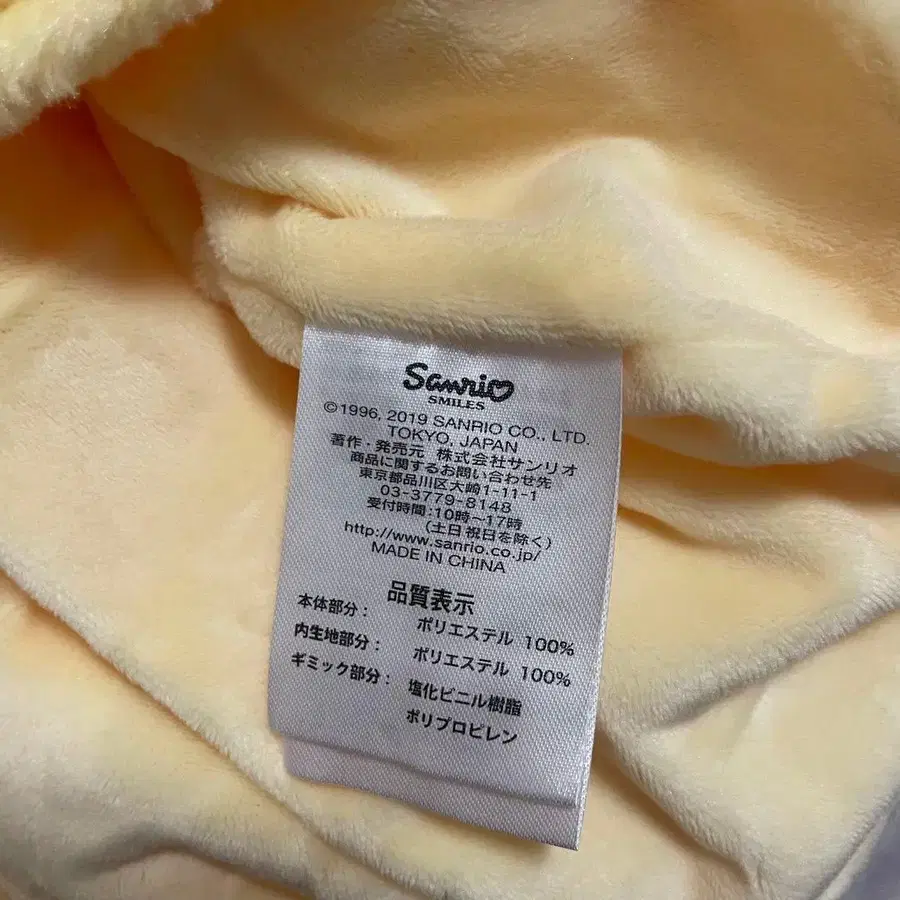 Sanrio
SMILES
©1996, 2019 SANRIO CO., LTD.
TOKYO, JAPAN
著作・発売元 株式会社サンリオ
商品に関するお問い合わせ先
東京都品川区大崎1-11-1
03-3779-8148
受付時間:10時〜17時
(土日祝日を除く)
http://www.sanrio.co.jp/
MADE IN CHINA
品質表示
本体部分: ポリエステル 100%
内生地部分: ポリエステル 100%
ギミック部分: 塩化ビニル樹脂
ポリプロピレン